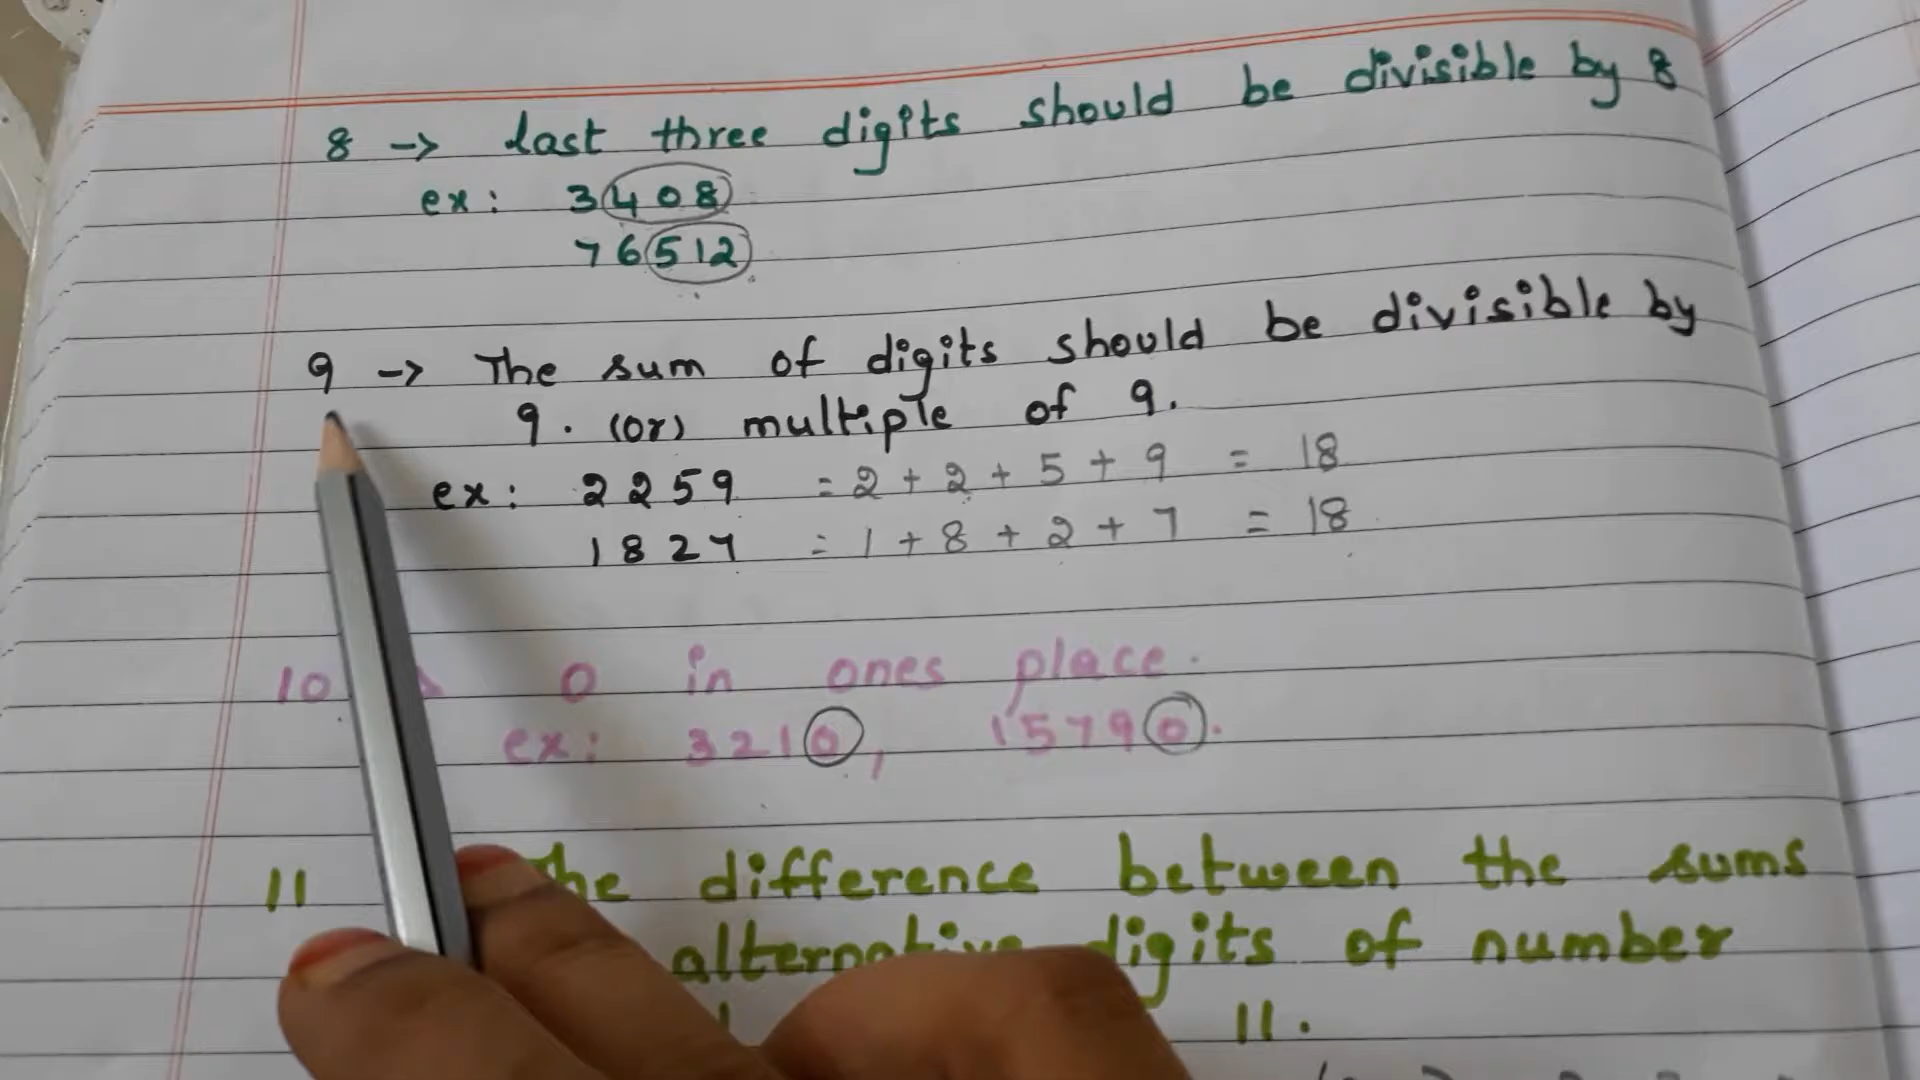 8 -> last three digits should be divisible by 8
ex: 3408
76512
9 -> The sum of digits should be divisible by
9. (or) multiple of 9.
ex: 2259 = 2 + 2 + 5 + 9 = 18
1827 = 1 + 8 + 2 + 7 = 18
10 0 in ones place.
ex: 3210, 15790.
11 The difference between the sums
alternative digits of number
11.